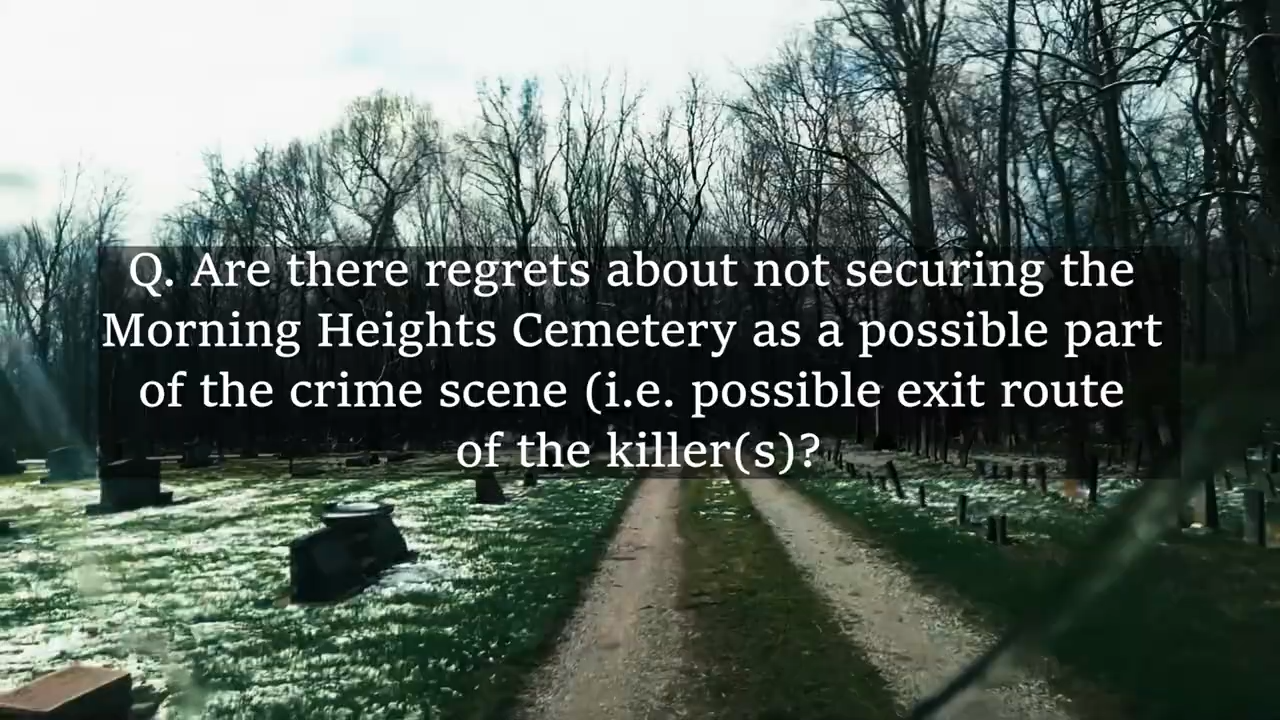 Q. Are there regrets about not securing the
Morning Heights Cemetery as a possible part
of the crime scene (i.e. possible exit route
of the killer(s)?